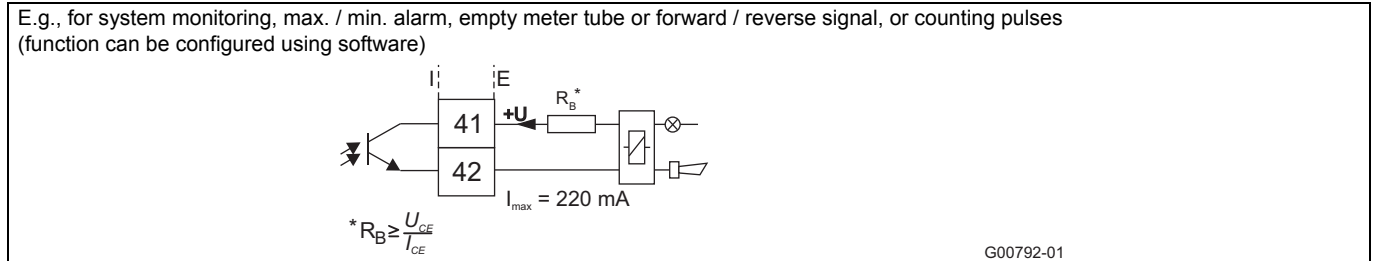 E.g., for system monitoring, max. / min. alarm, empty meter tube or forward / reverse signal, or counting pulses
(function can be configured using software)
I E
R_B*
41 +U
42
I_max = 220 mA
* R_B ≥ U_CE / I_CE
G00792-01